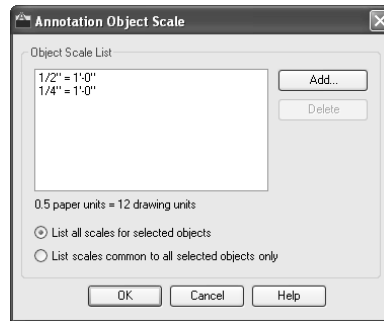 Annotation Object Scale
Object Scale List
1/2" = 1'-0"
1/4" = 1'-0"
Add...
Delete
0.5 paper units = 12 drawing units
List all scales for selected objects
List scales common to all selected objects only
OK Cancel Help